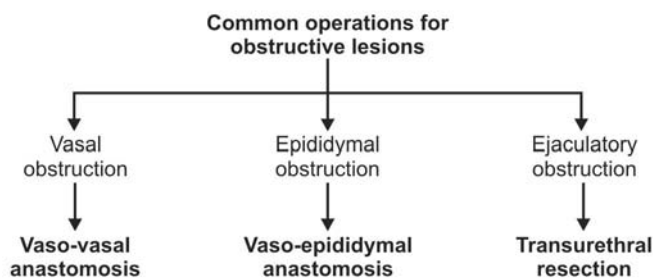 Common operations for
obstructive lesions
Vasal
obstruction
Epididymal
obstruction
Ejaculatory
obstruction
Vaso-vasal
anastomosis
Vaso-epididymal
anastomosis
Transurethral
resection